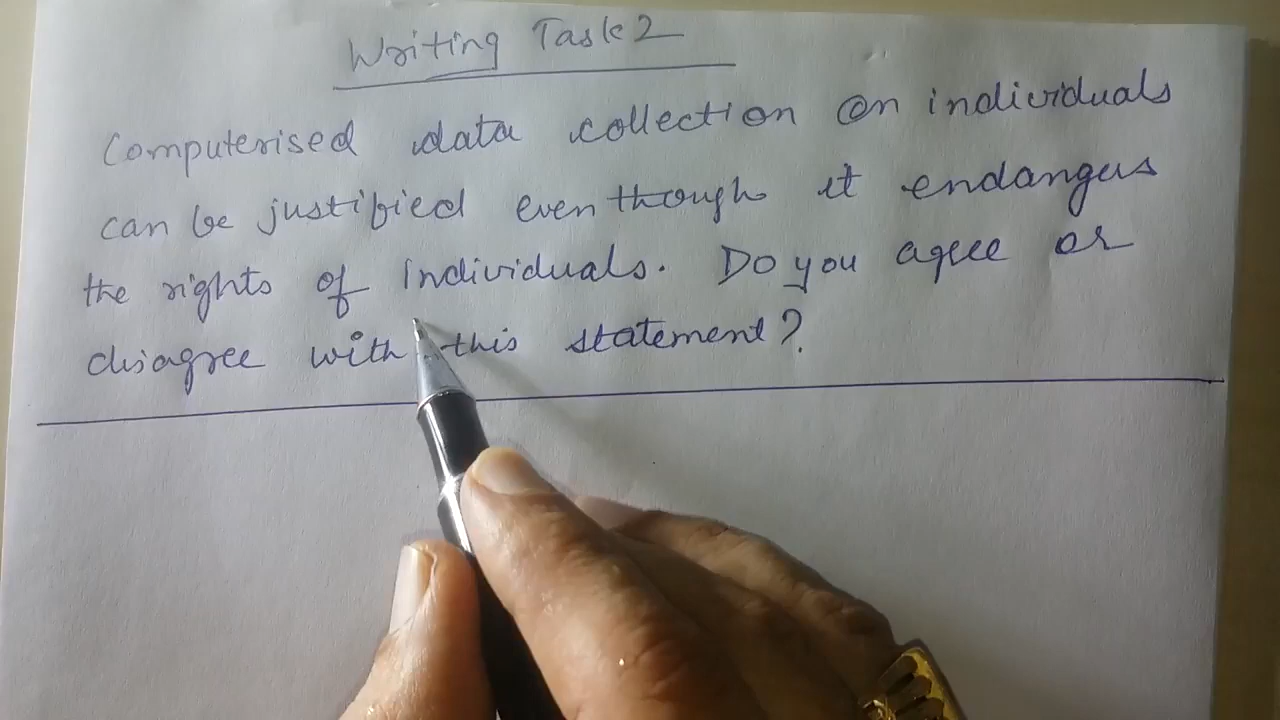 Writing Task 2
Computerised data collection on individuals
can be justified even though it endangers
the rights of individuals. Do you agree or
disagree with this statement?